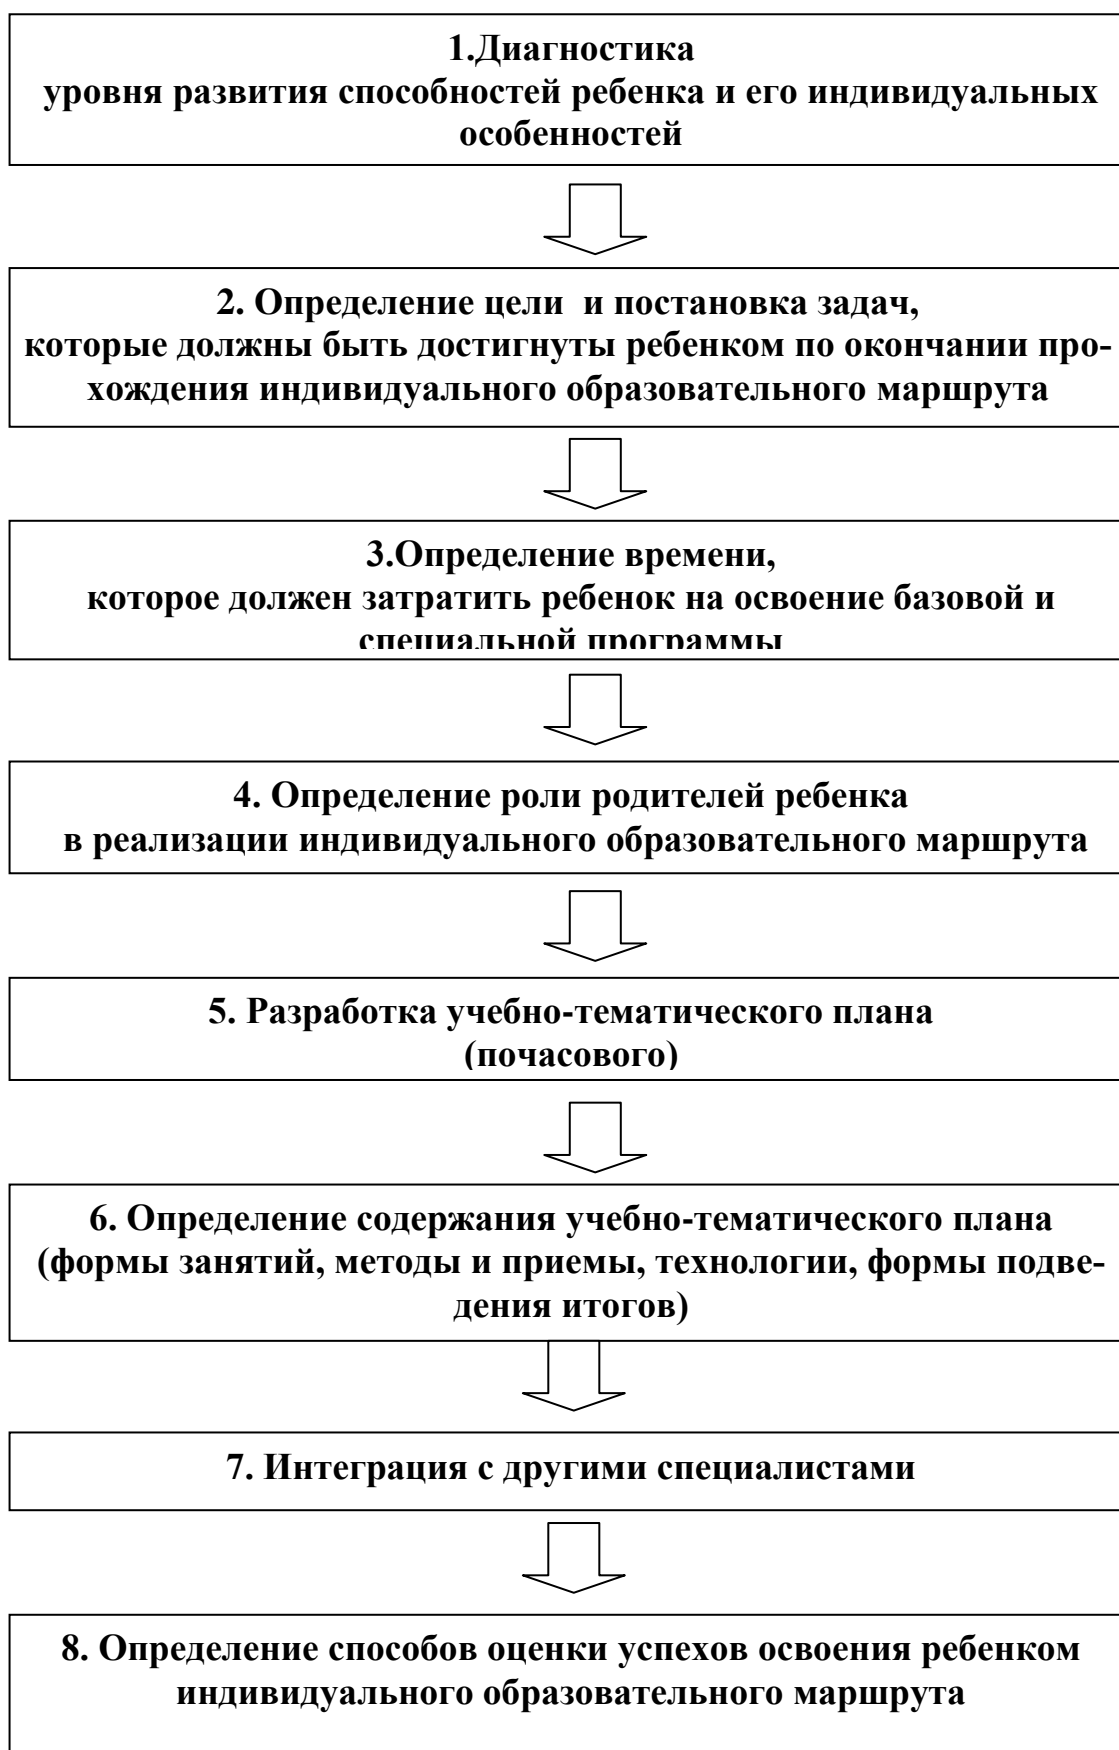 1.Диагностика
уровня развития способностей ребенка и его индивидуальных
особенностей
2. Определение цели  и постановка задач,
которые должны быть достигнуты ребенком по окончании про-
хождения индивидуального образовательного маршрута
3.Определение времени,
которое должен затратить ребенок на освоение базовой и
специальной программы
4. Определение роли родителей ребенка
в реализации индивидуального образовательного маршрута
5. Разработка учебно-тематического плана
(почасового)
6. Определение содержания учебно-тематического плана
(формы занятий, методы и приемы, технологии, формы подве-
дения итогов)
7. Интеграция с другими специалистами
8. Определение способов оценки успехов освоения ребенком
индивидуального образовательного маршрута